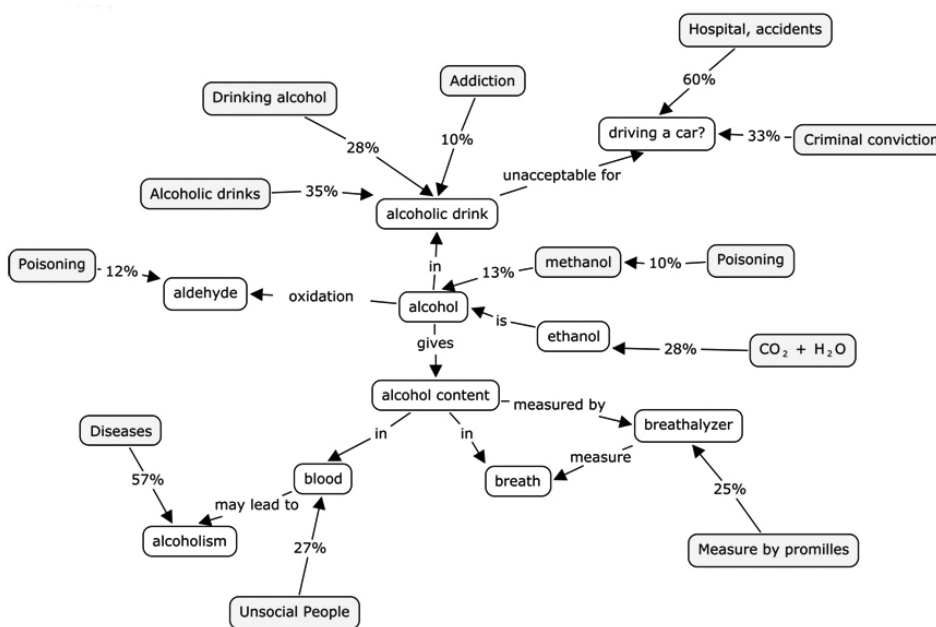 Hospital, accidents
Addiction
60%
Drinking alcohol
driving a car?
33%
Criminal conviction
28%
10%
unacceptable for
Alcoholic drinks
35%
alcoholic drink
Poisoning
12%
in
methanol
10%
Poisoning
13%
aldehyde
oxidation
alcohol
is
ethanol
gives
28%
CO₂ + H₂O
alcohol content
measured by
breathalyzer
Diseases
in
in
measure
57%
blood
breath
25%
may lead to
alcoholism
27%
Measure by promilles
Unsocial People